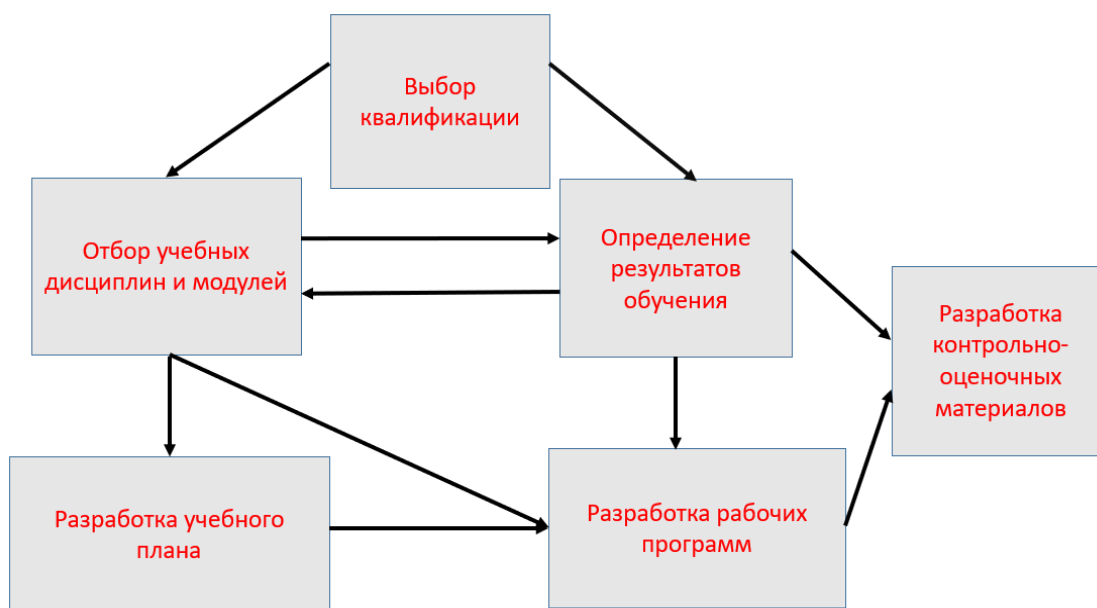 Выбор
квалификации
Отбор учебных
дисциплин и модулей
Определение
результатов
обучения
Разработка
контрольно-
оценочных
материалов
Разработка учебного
плана
Разработка рабочих
программ